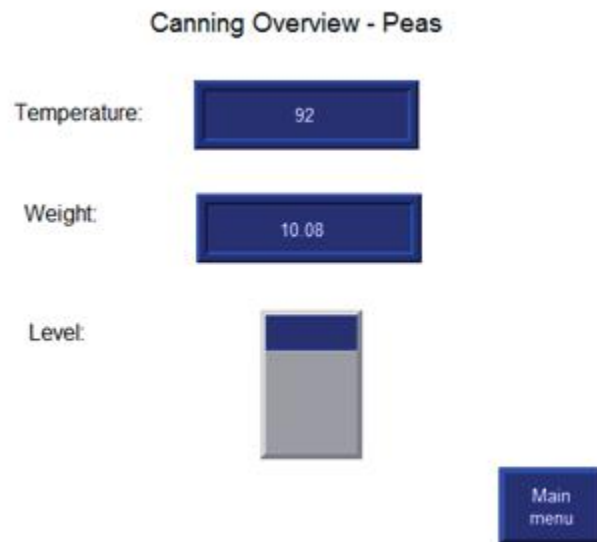 Canning Overview - Peas
Temperature:
92
Weight:
10.08
Level:
Main
menu